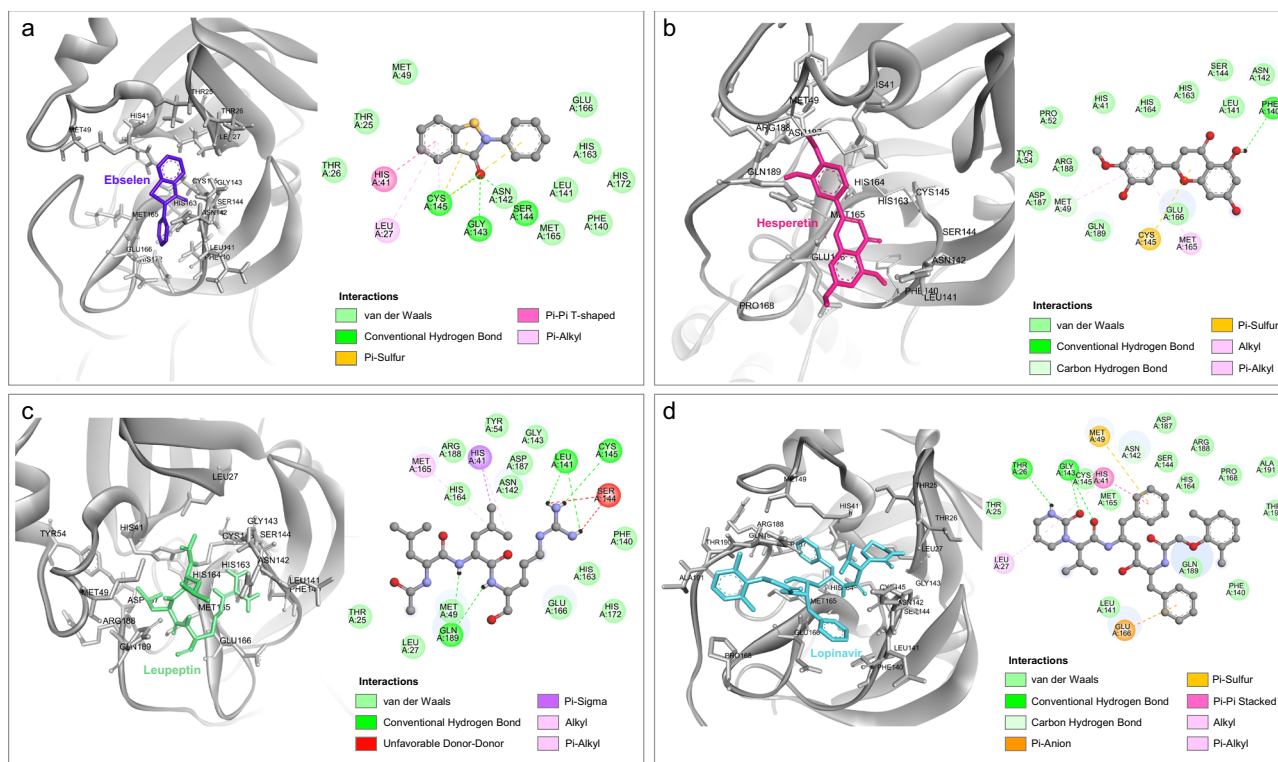 a
MET49
HIS41
THR25
THR26
Ebselen
GLY143
SER144
HIS163
MET165
GLU166
MET
A:49
THR
A:25
THR
A:26
GLU
A:166
HIS
A:163
HIS
A:172
HIS
A:41
CYS
A:145
ASN
A:142
LEU
A:141
SER
A:144
LEU
A:27
GLY
A:143
MET
A:165
PHE
A:140
Interactions
van der Waals
Conventional Hydrogen Bond
Pi-Sulfur
Pi-Pi T-shaped
Pi-Alkyl
b
HIS41
MET49
ARG188
GLN189
HIS164
CYS145
HIS163
MET165
Hesperetin
SER144
ASN142
PHE140
LEU141
PRO168
SER
A:144
ASN
A:142
HIS
A:163
HIS
A:41
HIS
A:164
LEU
A:141
PHE
A:140
PRO
A:52
TYR
A:54
ARG
A:188
ASP
A:187
MET
A:49
GLU
A:166
GLN
A:189
CYS
A:145
MET
A:165
Interactions
van der Waals
Conventional Hydrogen Bond
Carbon Hydrogen Bond
Pi-Sulfur
Alkyl
Pi-Alkyl
c
LEU27
TYR54
HIS41
GLY143
SER144
HIS163
ASN142
HIS164
LEU141
MET49
ARG188
GLN189
GLU166
Leupeptin
TYR
A:54
GLY
A:143
ARG
A:188
HIS
A:41
CYS
A:145
MET
A:165
ASP
A:187
LEU
A:141
HIS
A:164
ASN
A:142
SER
A:144
PHE
A:140
HIS
A:163
MET
A:49
GLU
A:166
HIS
A:172
THR
A:25
GLN
A:189
LEU
A:27
Interactions
van der Waals
Conventional Hydrogen Bond
Unfavorable Donor-Donor
Pi-Sigma
Alkyl
Pi-Alkyl
d
MET49
THR25
HIS41
THR26
ARG188
LEU27
GLY143
MET165
ASN142
LEU141
PHE140
Lopinavir
ASP
A:187
MET
A:49
ASN
A:142
ARG
A:188
THR
A:26
GLY
A:143
CYS
A:145
HIS
A:41
SER
A:144
HIS
A:164
PRO
A:168
ALA
A:191
MET
A:165
THR
A:25
LEU
A:27
GLN
A:189
PHE
A:140
LEU
A:141
GLU
A:166
Interactions
van der Waals
Conventional Hydrogen Bond
Carbon Hydrogen Bond
Pi-Anion
Pi-Sulfur
Pi-Pi Stacked
Alkyl
Pi-Alkyl